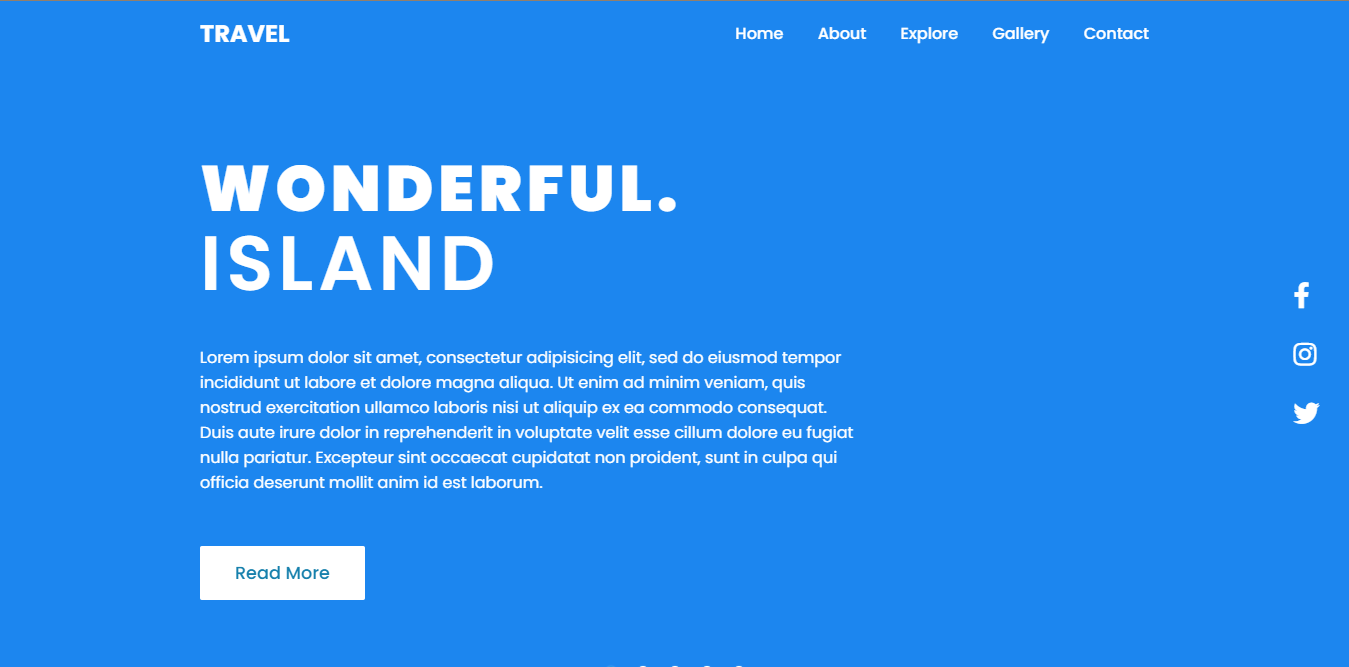 TRAVEL
Home About Explore Gallery Contact
WONDERFUL.
ISLAND
Lorem ipsum dolor sit amet, consectetur adipisicing elit, sed do eiusmod tempor
incididunt ut labore et dolore magna aliqua. Ut enim ad minim veniam, quis
nostrud exercitation ullamco laboris nisi ut aliquip ex ea commodo consequat.
Duis aute irure dolor in reprehenderit in voluptate velit esse cillum dolore eu fugiat
nulla pariatur. Excepteur sint occaecat cupidatat non proident, sunt in culpa qui
officia deserunt mollit anim id est laborum.
Read More